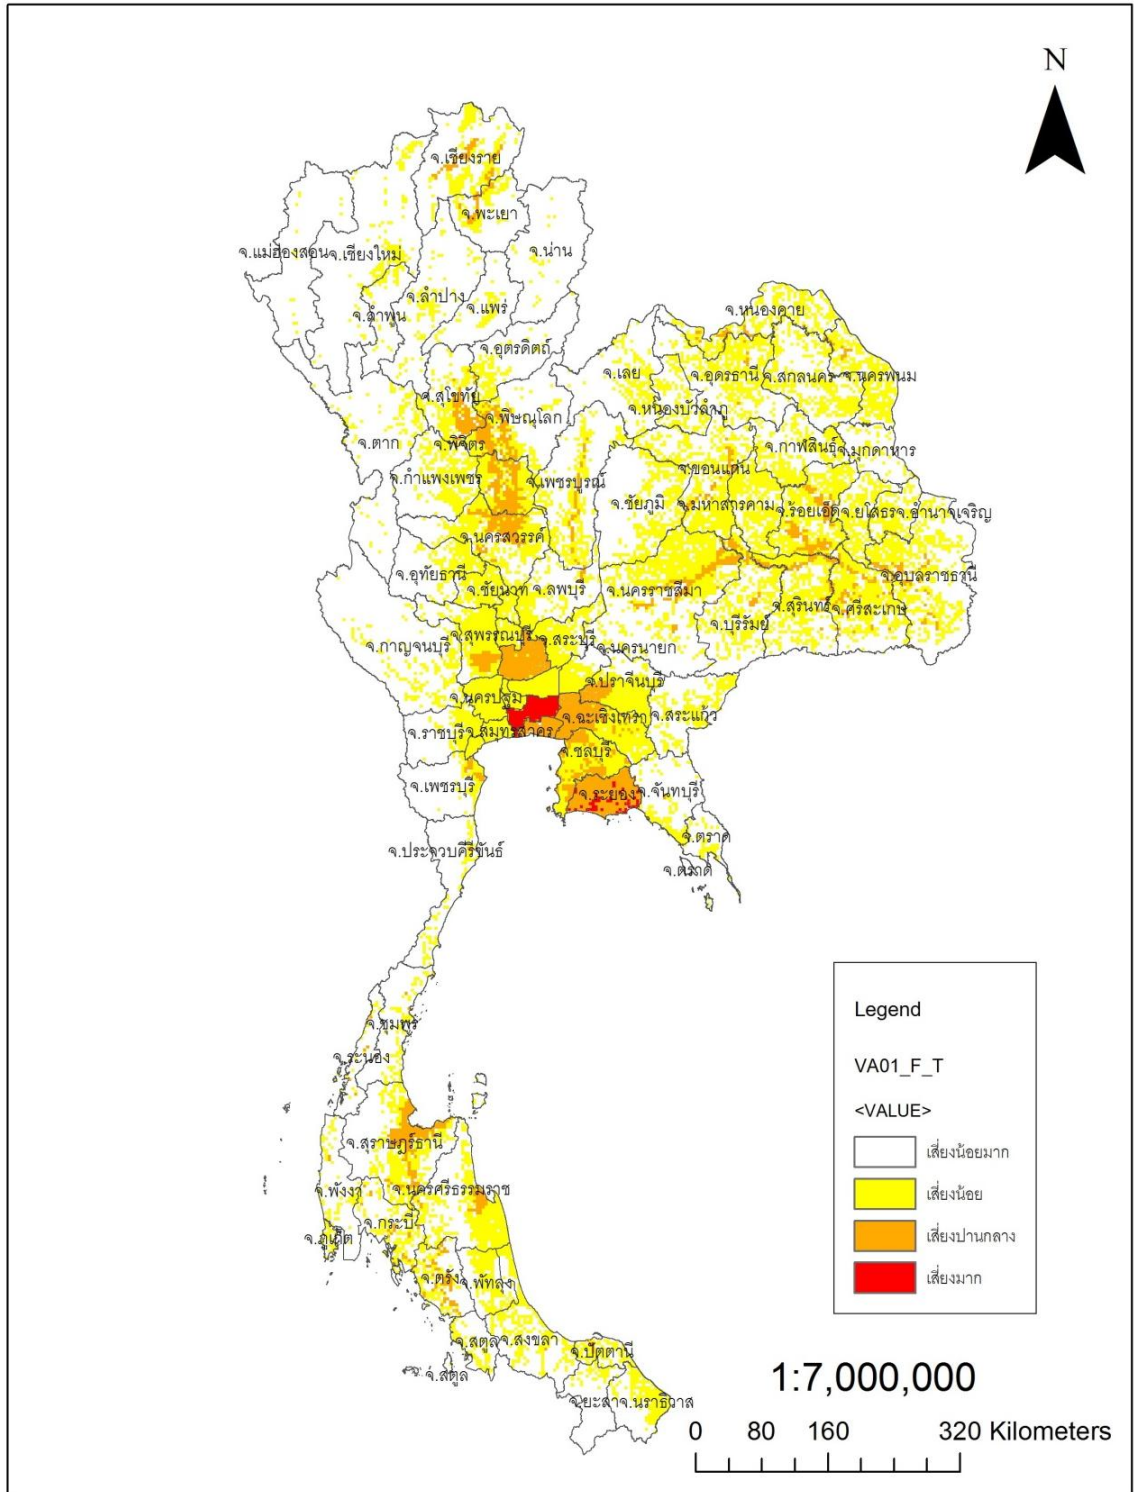 N
จ.เชียงราย
จ.พะเยา
จ.แม่ฮ่องสอน
จ.เชียงใหม่
จ.น่าน
จ.ลำปาง
จ.ลำพูน
จ.แพร่
จ.หนองคาย
จ.อุตรดิตถ์
จ.เลย
จ.อุดรธานี
จ.สกลนคร
จ.นครพนม
จ.สุโขทัย
จ.พิษณุโลก
จ.หนองบัวลำภู
จ.ตาก
จ.พิจิตร
จ.กาฬสินธุ์
จ.มุกดาหาร
จ.กำแพงเพชร
จ.เพชรบูรณ์
จ.ขอนแก่น
จ.ชัยภูมิ
จ.มหาสารคาม
จ.ร้อยเอ็ด
จ.ยโสธร
จ.อำนาจเจริญ
จ.นครสวรรค์
จ.อุทัยธานี
จ.ชัยนาท
จ.ลพบุรี
จ.นครราชสีมา
จ.อุบลราชธานี
จ.สุรินทร์
จ.ศรีสะเกษ
จ.บุรีรัมย์
จ.กาญจนบุรี
จ.สุพรรณบุรี
จ.สระบุรี
จ.นครนายก
จ.ปราจีนบุรี
จ.นครปฐม
จ.ฉะเชิงเทรา
จ.สระแก้ว
จ.ราชบุรี
จ.สมุทรสาคร
จ.ชลบุรี
จ.เพชรบุรี
จ.ระยอง
จ.จันทบุรี
จ.ตราด
จ.ประจวบคีรีขันธ์
จ.ตราด
จ.ชุมพร
จ.ระนอง
จ.สุราษฎร์ธานี
จ.พังงา
จ.นครศรีธรรมราช
จ.กระบี่
จ.ภูเก็ต
จ.ตรัง
จ.พัทลุง
จ.สตูล
จ.สงขลา
จ.ปัตตานี
จ.สตูล
จ.ยะลา
จ.นราธิวาส
Legend
VA01_F_T
<VALUE>
เสี่ยงน้อยมาก
เสี่ยงน้อย
เสี่ยงปานกลาง
เสี่ยงมาก
1:7,000,000
0 80 160 320 Kilometers